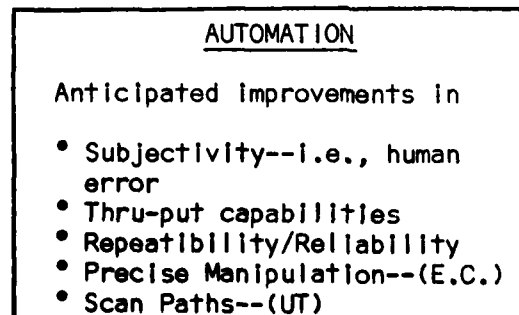 AUTOMATION
Anticipated improvements in
• Subjectivity--i.e., human
error
• Thru-put capabilities
• Repeatibility/Reliability
• Precise Manipulation--(E.C.)
• Scan Paths--(UT)